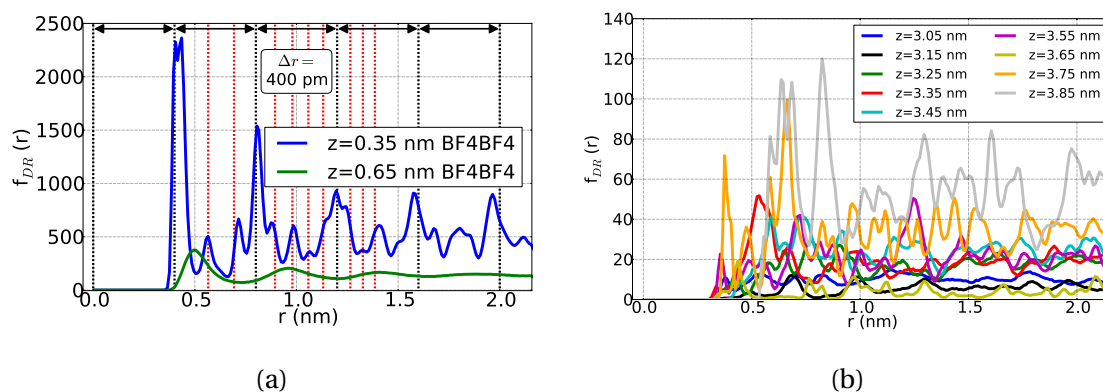 2500
2000
1500
1000
500
0
f_DR (r)
Δr =
400 pm
z=0.35 nm BF4BF4
z=0.65 nm BF4BF4
0.0 0.5 1.0 1.5 2.0
r (nm)
(a)
140
120
100
80
60
40
20
0
f_DR (r)
z=3.05 nm
z=3.15 nm
z=3.25 nm
z=3.35 nm
z=3.45 nm
z=3.55 nm
z=3.65 nm
z=3.75 nm
z=3.85 nm
0.0 0.5 1.0 1.5 2.0
r (nm)
(b)